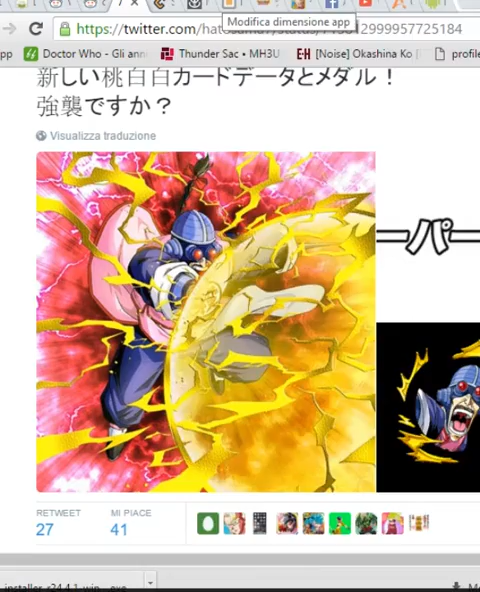 Modifica dimensione app
https://twitter.com/hat
999957725184
pp
Doctor Who - Gli ann
Thunder Sac • MH3U
E-H
[Noise] Okashina Ko
profile
新しい桃白白カードデータとメダル！
強襲ですか？
Visualizza traduzione
ーパー
RETWEET
27
MI PIACE
41